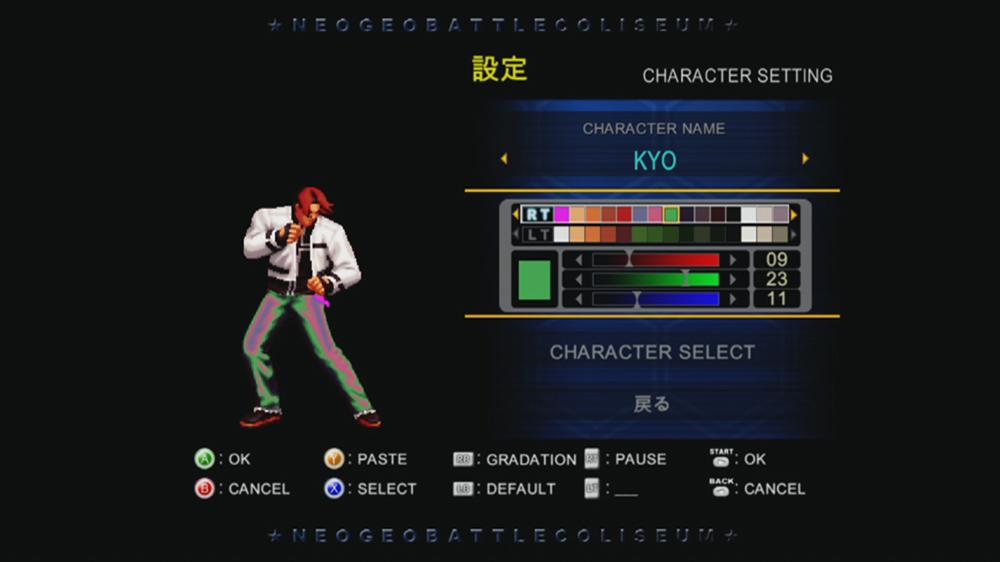 ★NEOGEOBATTLECOLISEUM☆
設定
CHARACTER SETTING
CHARACTER NAME
KYO
RT
LT
09
23
11
CHARACTER SELECT
戻る
A : OK
Y : PASTE
RB : GRADATION
RT : PAUSE
START : OK
B : CANCEL
X : SELECT
LB : DEFAULT
LT : __
BACK : CANCEL
★NEOGEOBATTLECOLISEUM☆